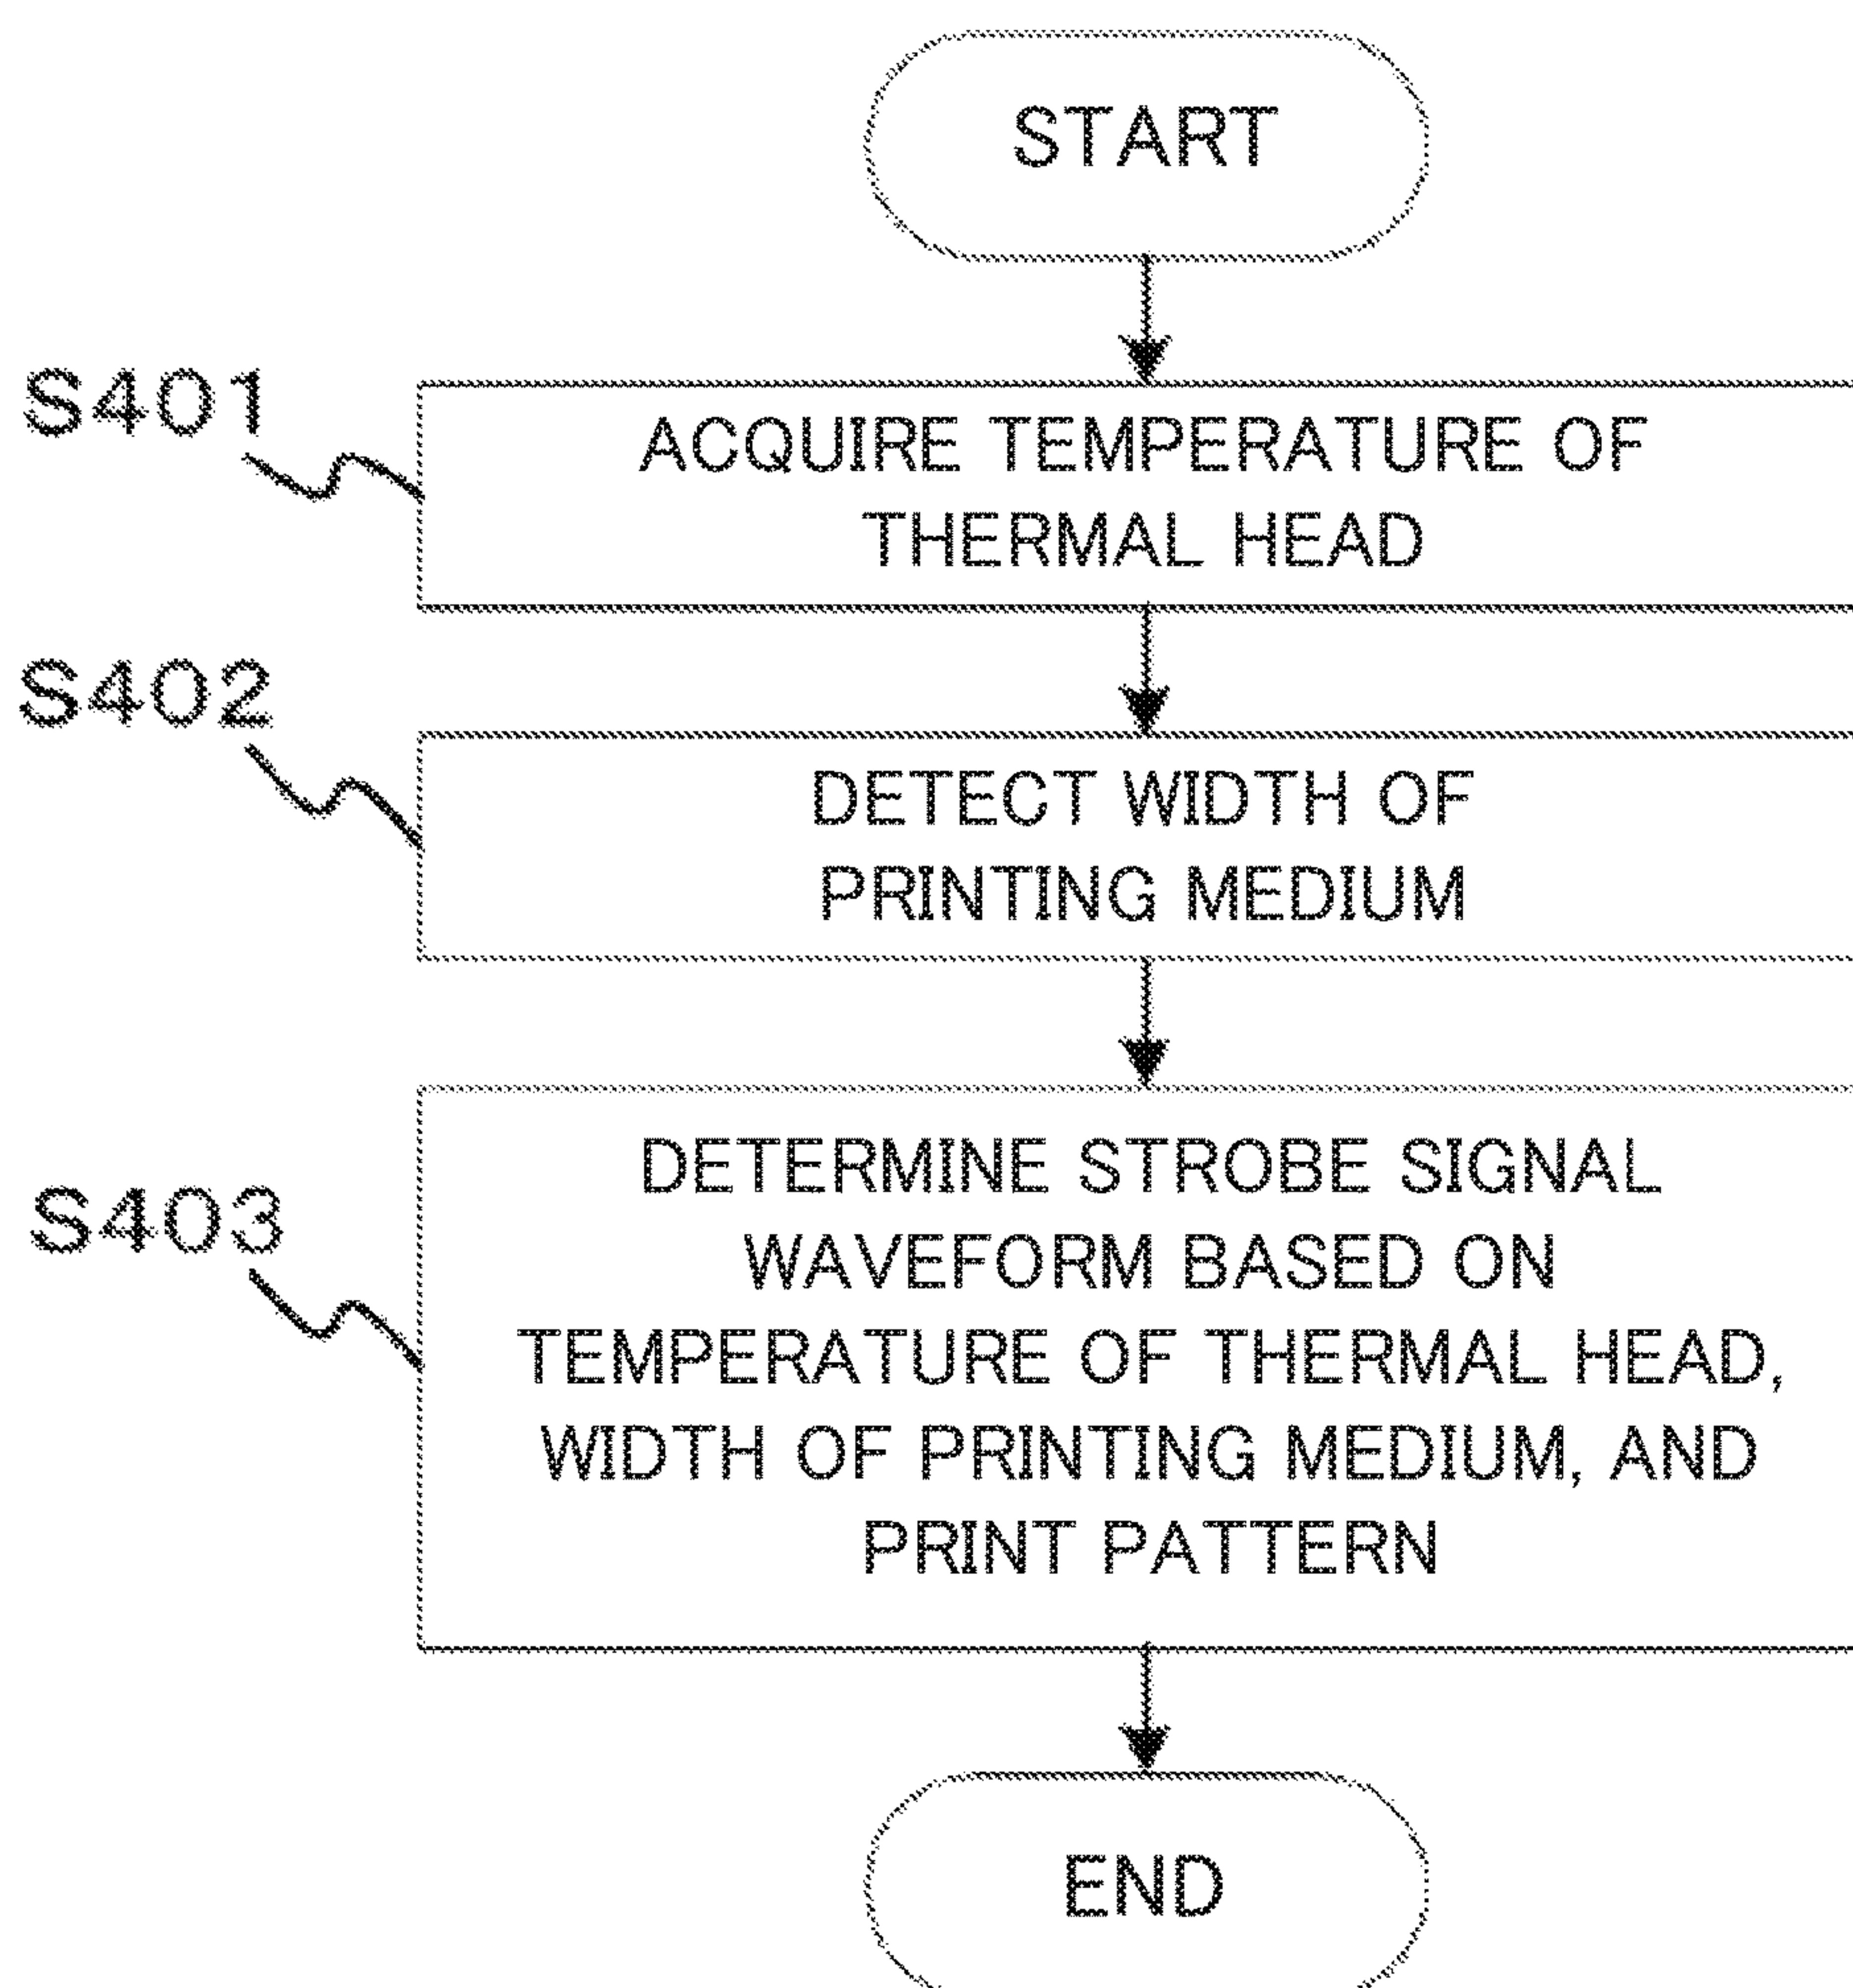 START
S401
ACQUIRE TEMPERATURE OF
THERMAL HEAD
S402
DETECT WIDTH OF
PRINTING MEDIUM
S403
DETERMINE STROBE SIGNAL
WAVEFORM BASED ON
TEMPERATURE OF THERMAL HEAD,
WIDTH OF PRINTING MEDIUM, AND
PRINT PATTERN
END